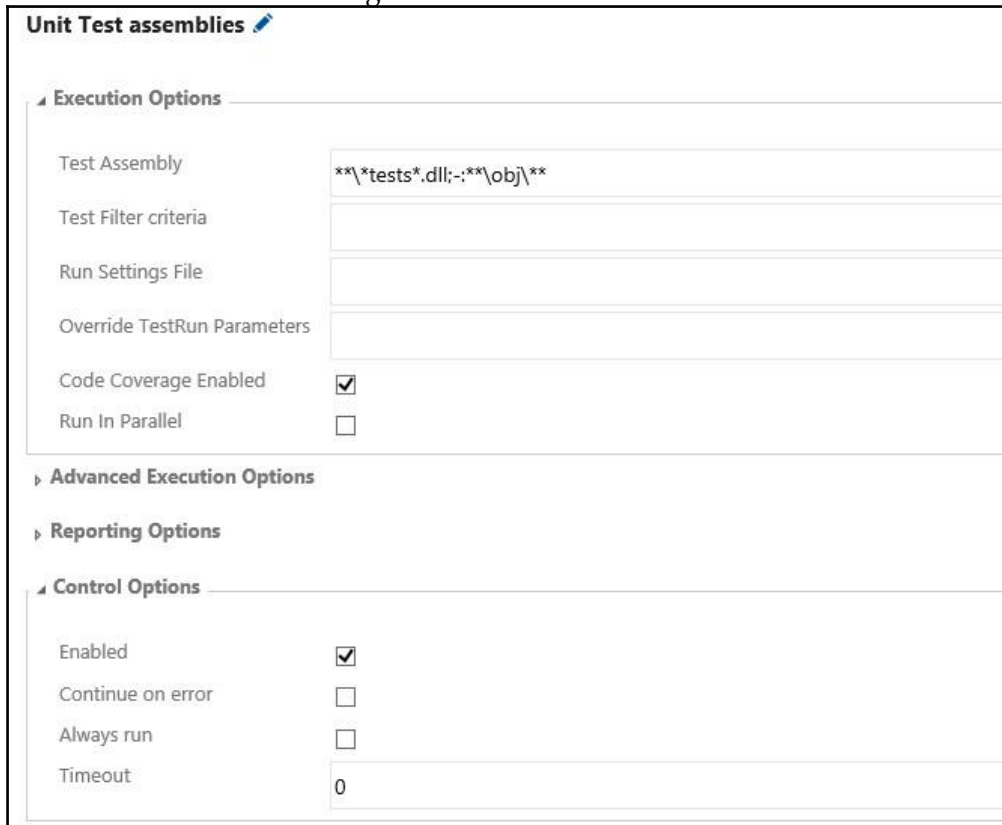 Unit Test assemblies
Execution Options
Test Assembly **\*tests*.dll;-:**\obj\**
Test Filter criteria
Run Settings File
Override TestRun Parameters
Code Coverage Enabled
Run In Parallel
Advanced Execution Options
Reporting Options
Control Options
Enabled
Continue on error
Always run
Timeout 0